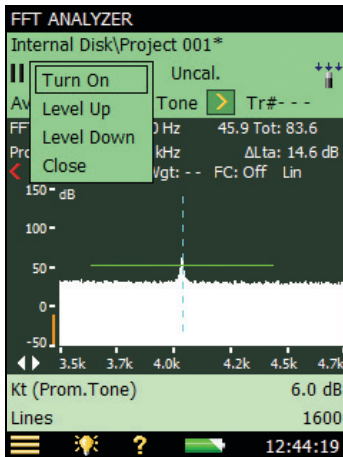 FFT ANALYZER
Internal Disk\Project 001*
Uncal.
Turn On
Level Up
Level Down
Close
Av Tone > Tr#- - -
FF 0 Hz 45.9 Tot: 83.6
Pro kHz ΔLta: 14.6 dB
Wgt: - - FC: Off Lin
150 dB
100
50
0
-50
3.5k 3.7k 4.0k 4.2k 4.5k 4.7k
Kt (Prom.Tone) 6.0 dB
Lines 1600
? 12:44:19